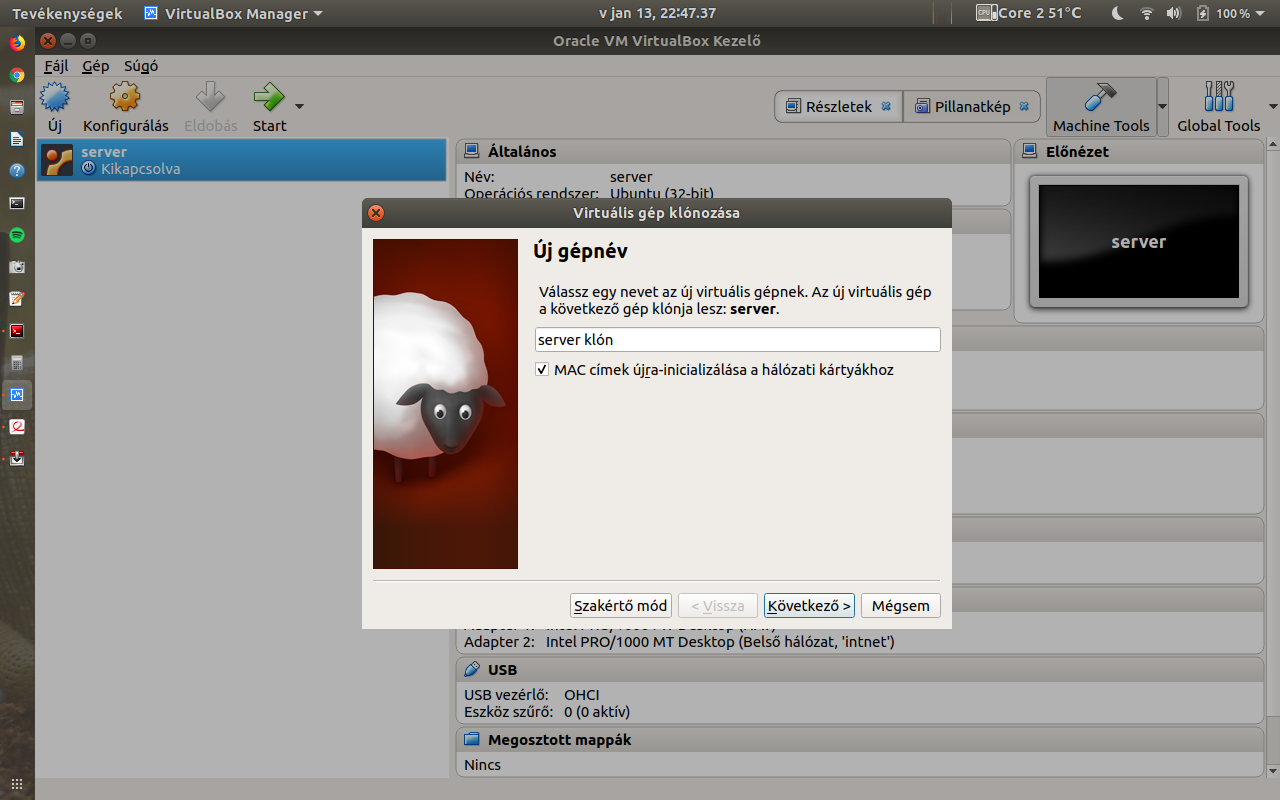 Tevékenységek
VirtualBox Manager
v jan 13, 22:47.37
CPU
Core 2 51°C
100 %
Oracle VM VirtualBox Kezelő
Fájl Gép Súgó
Új
Konfigurálás
Eldobás
Start
Részletek
Pillanatkép
Machine Tools
Global Tools
server
Kikapcsolva
Általános
Név: server
Operációs rendszer: Ubuntu (32-bit)
Előnézet
server
Virtuális gép klónozása
Új gépnév
Válassz egy nevet az új virtuális gépnek. Az új virtuális gép
a következő gép klónja lesz: server.
server klón
MAC címek újra-inicializálása a hálózati kártyákhoz
Szakértő mód
< Vissza
Következő >
Mégsem
Adapter 2: Intel PRO/1000 MT Desktop (Belső hálózat, 'intnet')
USB
USB vezérlő: OHCI
Eszköz szűrő: 0 (0 aktív)
Megosztott mappák
Nincs